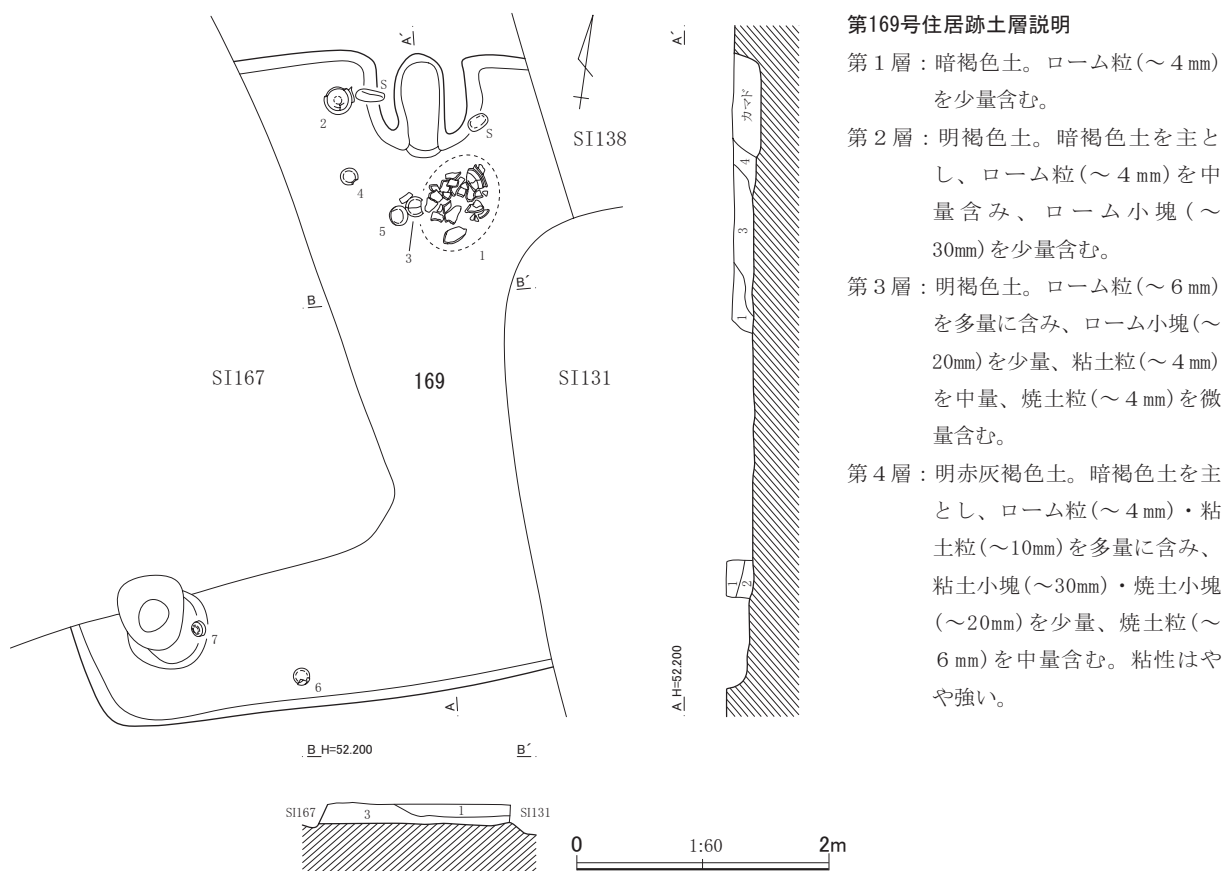 第169号住居跡土層説明
第1層：暗褐色土。ローム粒(～4㎜)
を少量含む。
第2層：明褐色土。暗褐色土を主と
し、ローム粒(～4㎜)を中
量含み、ローム小塊(～
30㎜)を少量含む。
第3層：明褐色土。ローム粒(～6㎜)
を多量に含み、ローム小塊(～
20㎜)を少量、粘土粒(～4㎜)
を中量、焼土粒(～4㎜)を微
量含む。
第4層：明赤灰褐色土。暗褐色土を主
とし、ローム粒(～4㎜)・粘
土粒(～10㎜)を多量に含み、
粘土小塊(～30㎜)・焼土小塊
(～20㎜)を少量、焼土粒(～
6㎜)を中量含む。粘性はや
や強い。
A´
A´
S
2
S
SI138
カマド
4
4
5
3
1
3
B
B´
1
SI167
169
SI131
1
2
7
6
A
A H=52.200
B H=52.200
B´
SI167
3
1
SI131
0
1:60
2m